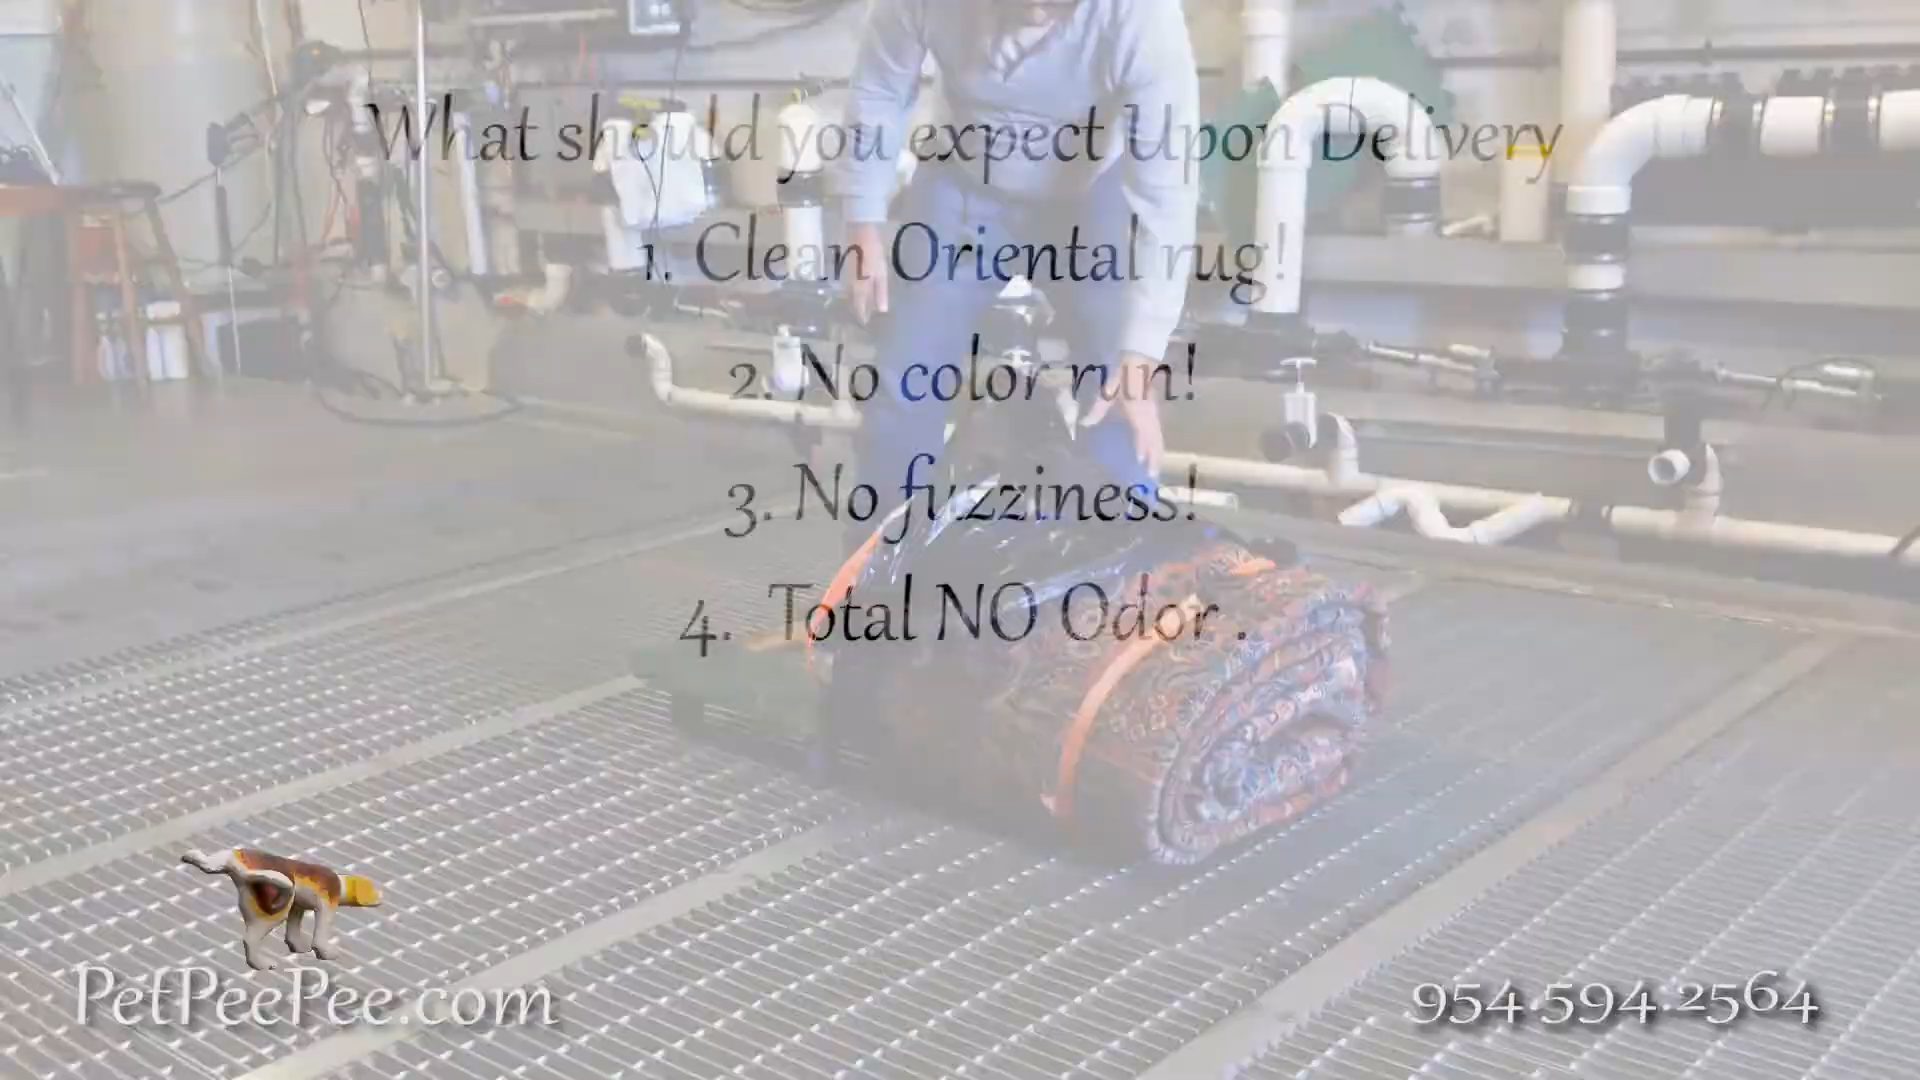 What should you expect Upon Delivery
1. Clean Oriental rug!
2. No color run!
3. No fuzziness!
4. Total NO Odor .
PetPeePee.com
954.594.2564